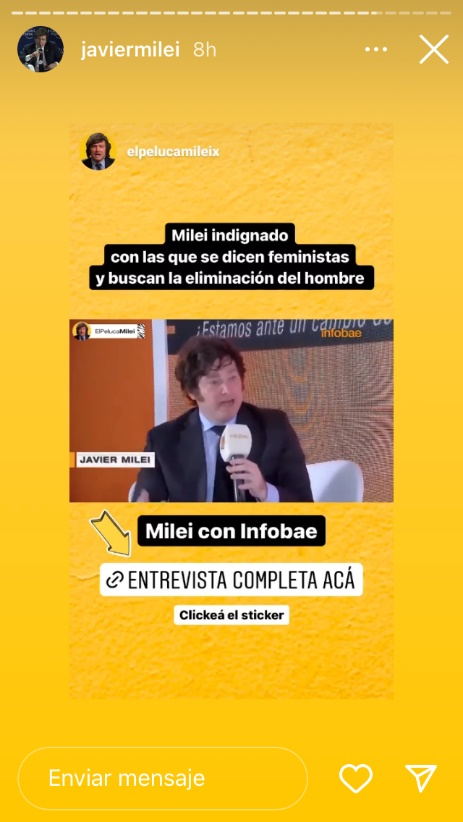 javiermilei 8h
elpelucamileix
Milei indignado
con las que se dicen feministas
y buscan la eliminación del hombre
ElPelucaMilei
¿Estamos ante un cambio de
infobae
JAVIER MILEI
Milei con Infobae
ENTREVISTA COMPLETA ACÁ
Clickeá el sticker
Enviar mensaje